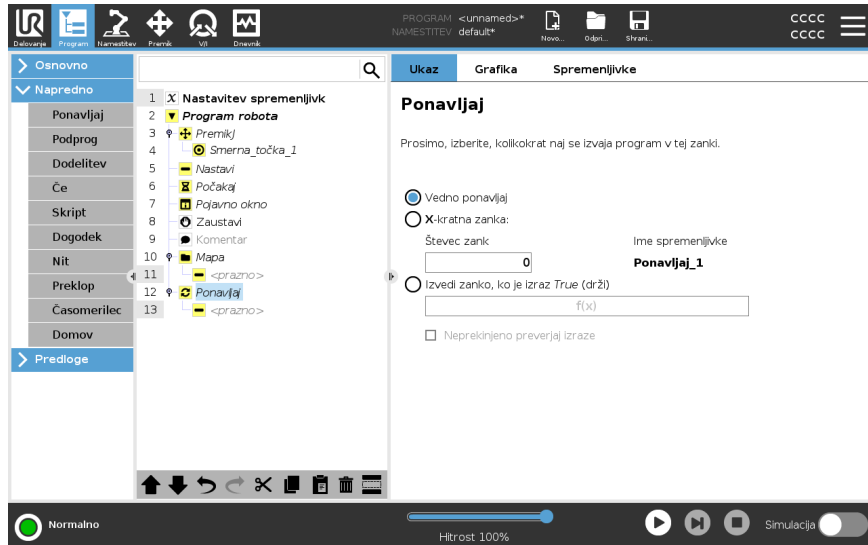 PROGRAM <unnamed>*
NAMESTITEV default*
Delovanje
Program
Namestitev
Premik
V/I
Dnevnik
Novo...
Odpri...
Shrani...
CCCC
CCCC
Osnovno
Napredno
Ponavljaj
Podprog
Dodelitev
Če
Skript
Dogodek
Nit
Preklop
Časomerilec
Domov
Predloge
1 X Nastavitev spremenljivk
2 Program robota
3 PremikJ
4 Smerna_točka_1
5 Nastavi
6 Počakaj
7 Pojavno okno
8 Zaustavi
9 Komentar
10 Mapa
11 <prazno>
12 Ponavljaj
13 <prazno>
Ukaz Grafika Spremenljivke
Ponavljaj
Prosimo, izberite, kolikokrat naj se izvaja program v tej zanki.
Vedno ponavljaj
X-kratna zanka:
Števec zank Ime spremenljivke
0 Ponavljaj_1
Izvedi zanko, ko je izraz True (drži)
f(x)
Neprekinjeno preverjaj izraze
Normalno
Hitrost 100%
Simulacija